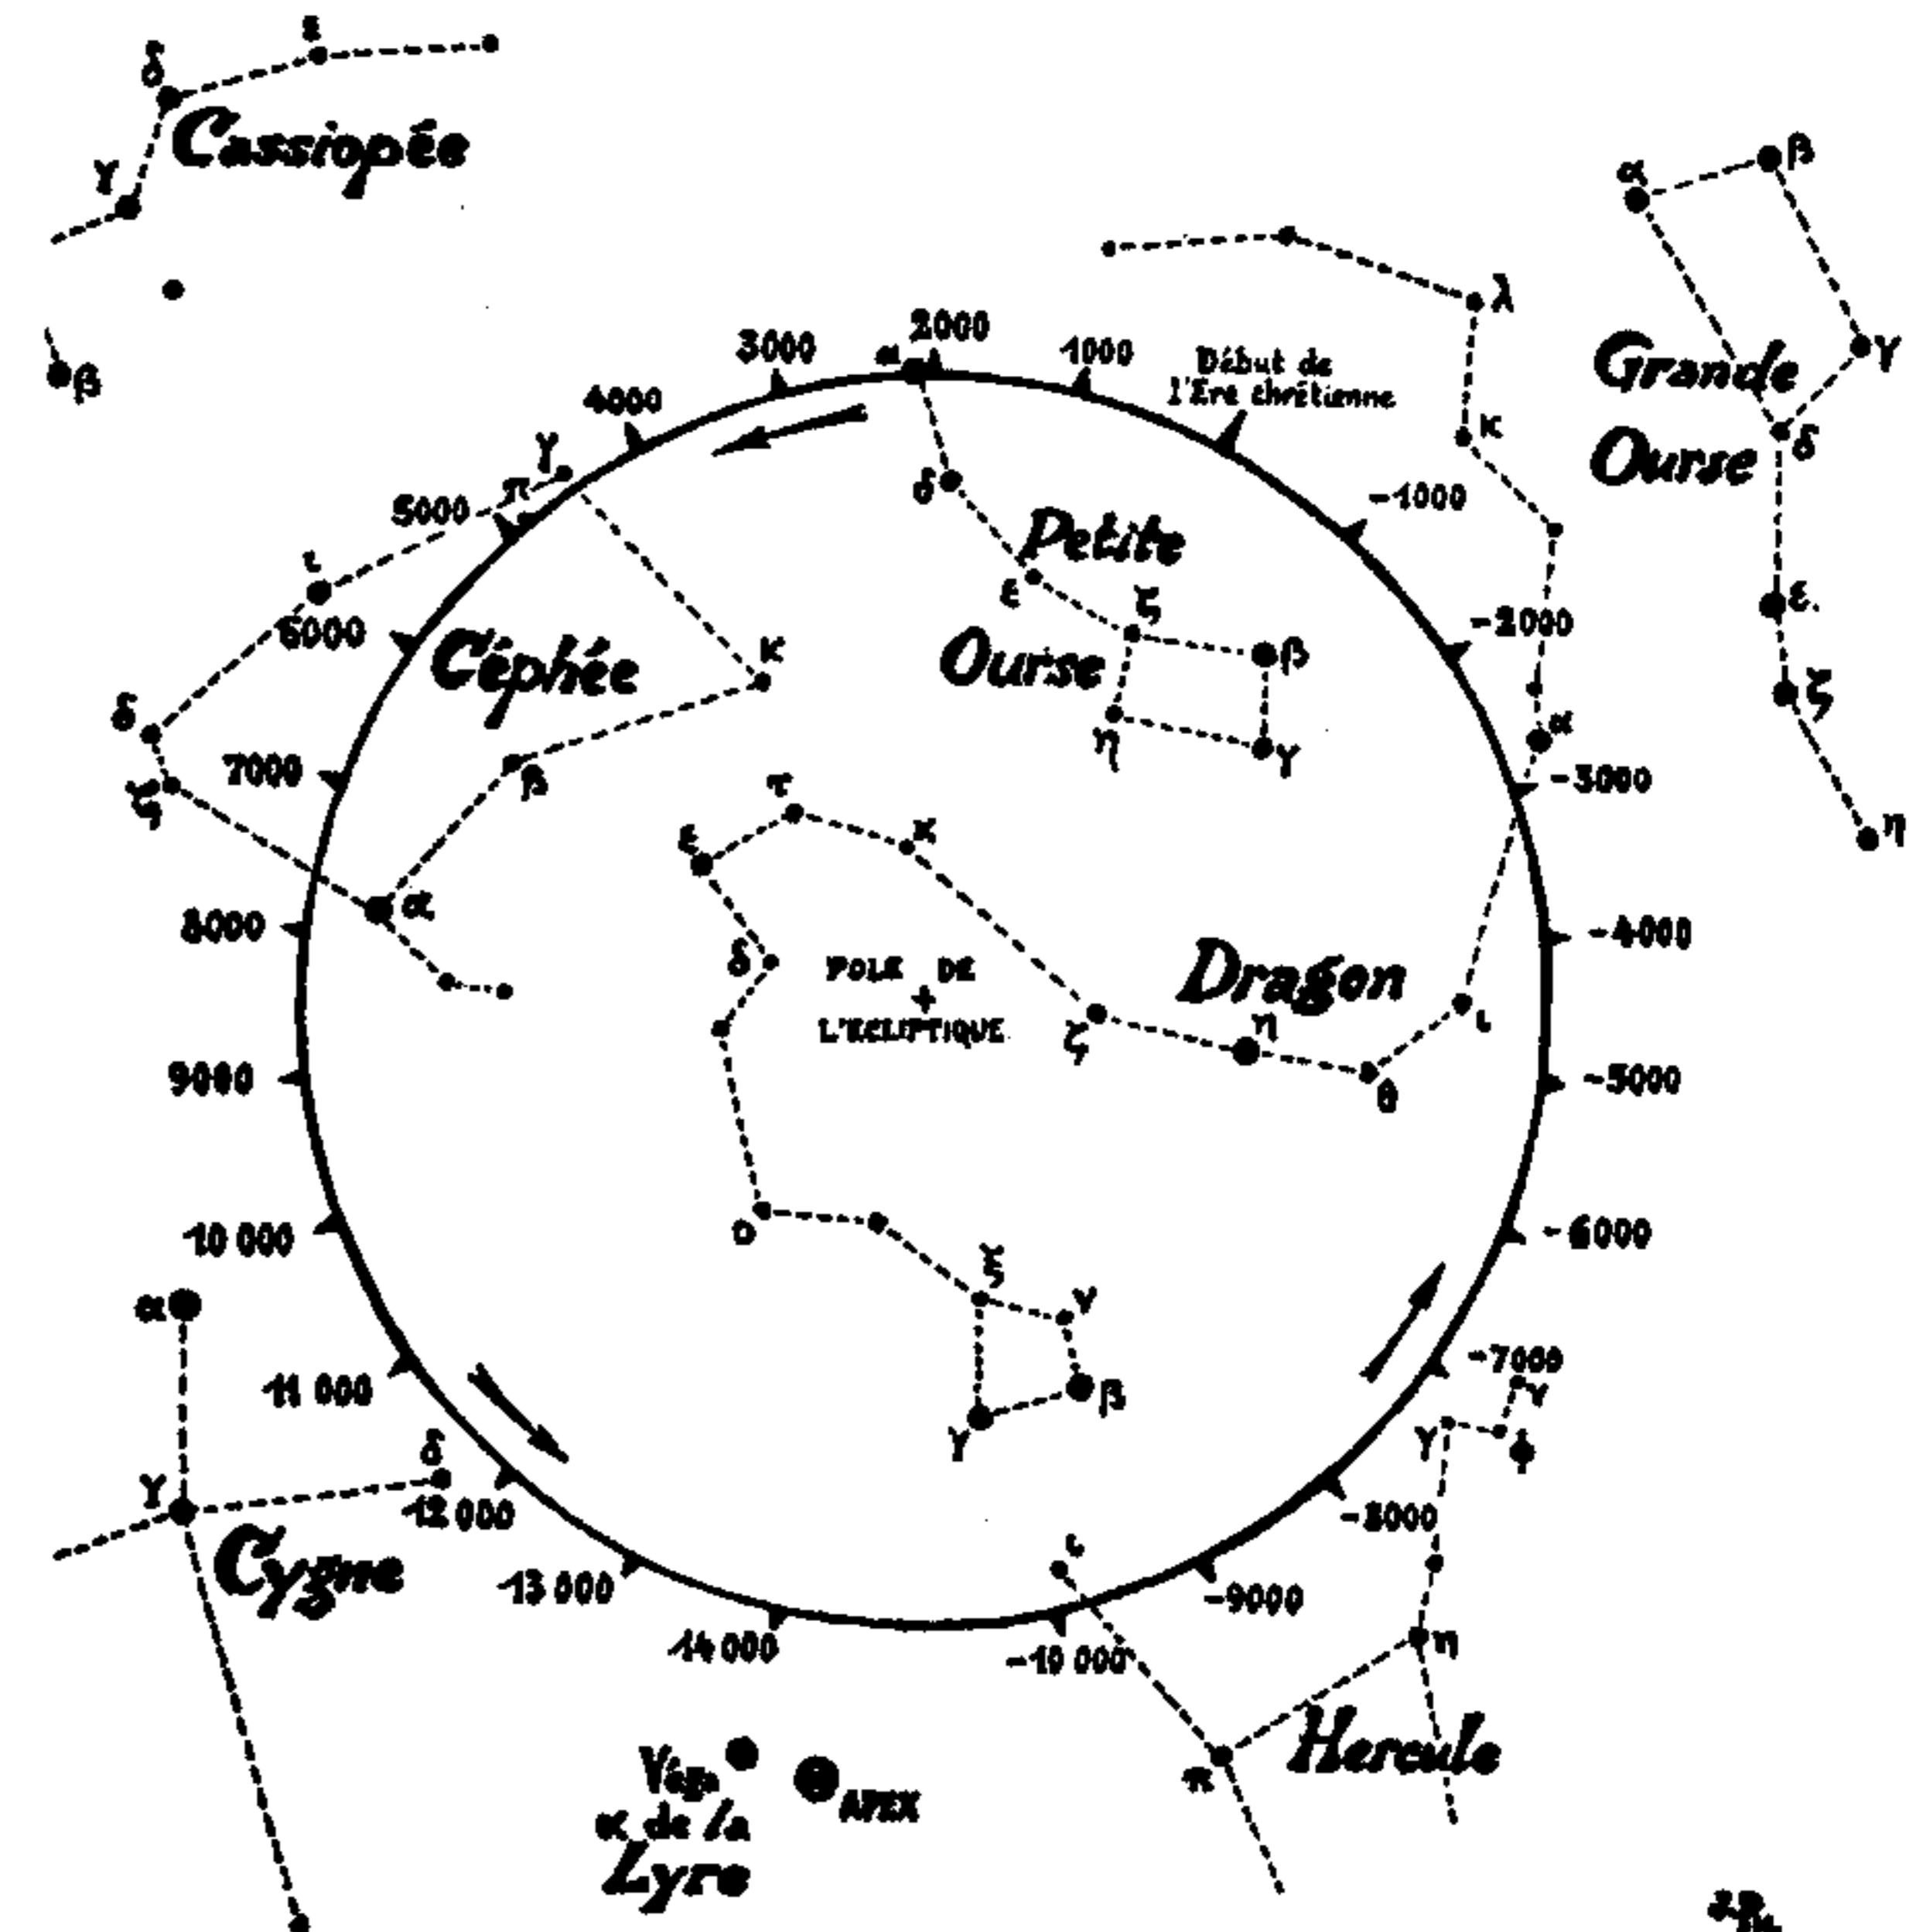 δ
ε
Cassiopée
γ
β
α
β
Grande
γ
Ourse
δ
ε
ζ
η
λ
κ
α
ι
θ
η
ζ
Dragon
3000
α
2000
1000
Début de
l'Ere chrétienne
4000
γ
π
5000
-1000
δ
Petite
ι
ε
ζ
6000
Céphée
κ
Ourse
β
-2000
δ
η
γ
7000
ζ
β
τ
-3000
ε
α
8000
δ
POLE DE
+
L'ECLIPTIQUE
-4000
9000
-5000
10 000
ο
-6000
ξ
ν
α
11 000
β
γ
-7000
δ
γ
12 000
-8000
Cygne
13 000
ι
-9000
14 000
-10 000
γ
τ
φ
η
Hercule
π
Véga
APEX
α de la
Lyre